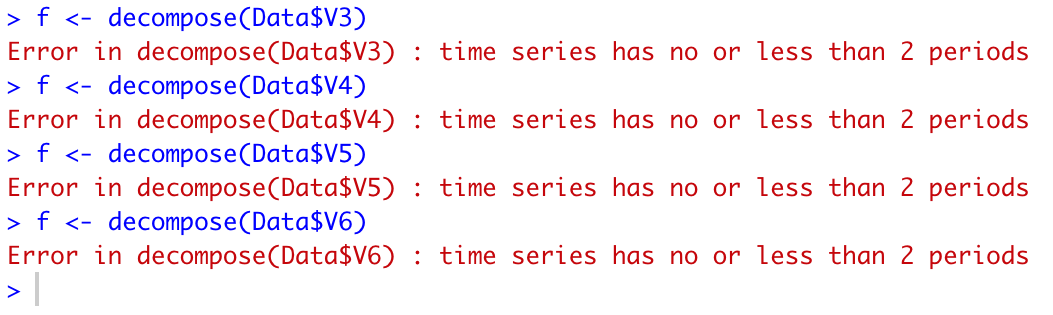 > f <- decompose(Data$V3)
Error in decompose(Data$V3) : time series has no or less than 2 periods
> f <- decompose(Data$V4)
Error in decompose(Data$V4) : time series has no or less than 2 periods
> f <- decompose(Data$V5)
Error in decompose(Data$V5) : time series has no or less than 2 periods
> f <- decompose(Data$V6)
Error in decompose(Data$V6) : time series has no or less than 2 periods
>